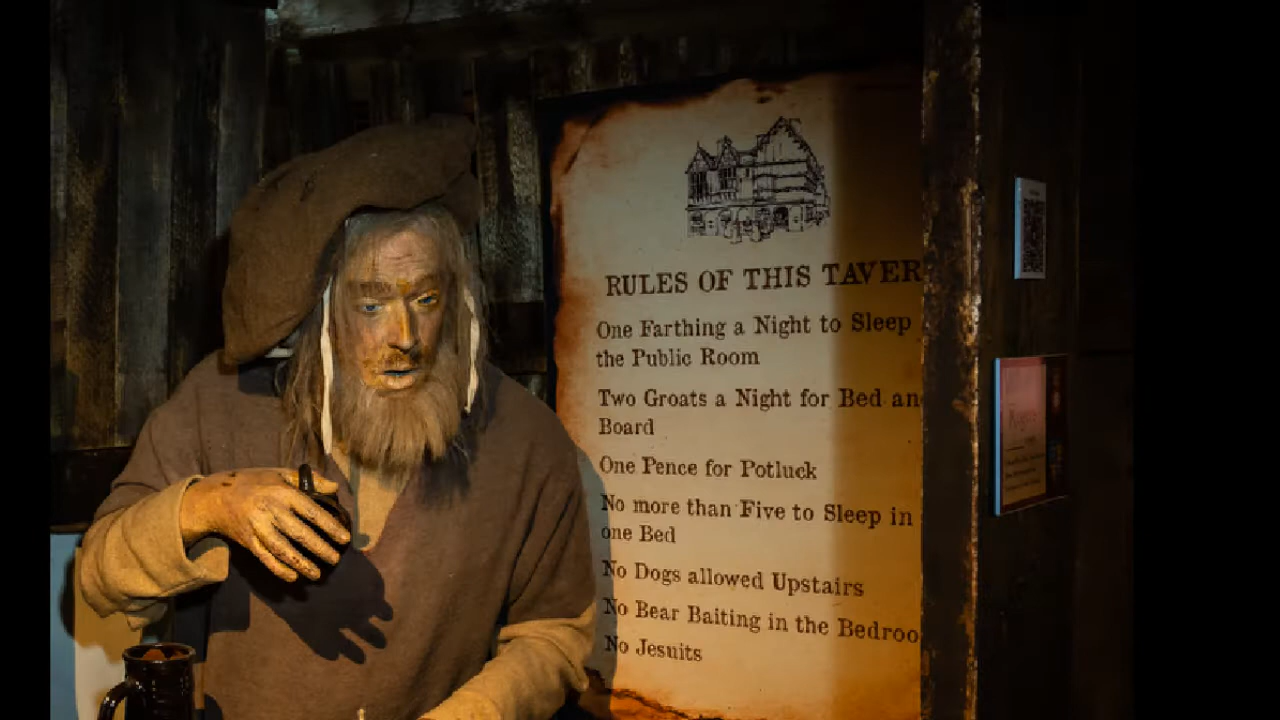 RULES OF THIS TAVER
One Farthing a Night to Sleep
the Public Room
Two Groats a Night for Bed an
Board
One Pence for Potluck
No more than Five to Sleep in
one Bed
No Dogs allowed Upstairs
No Bear Baiting in the Bedroo
No Jesuits